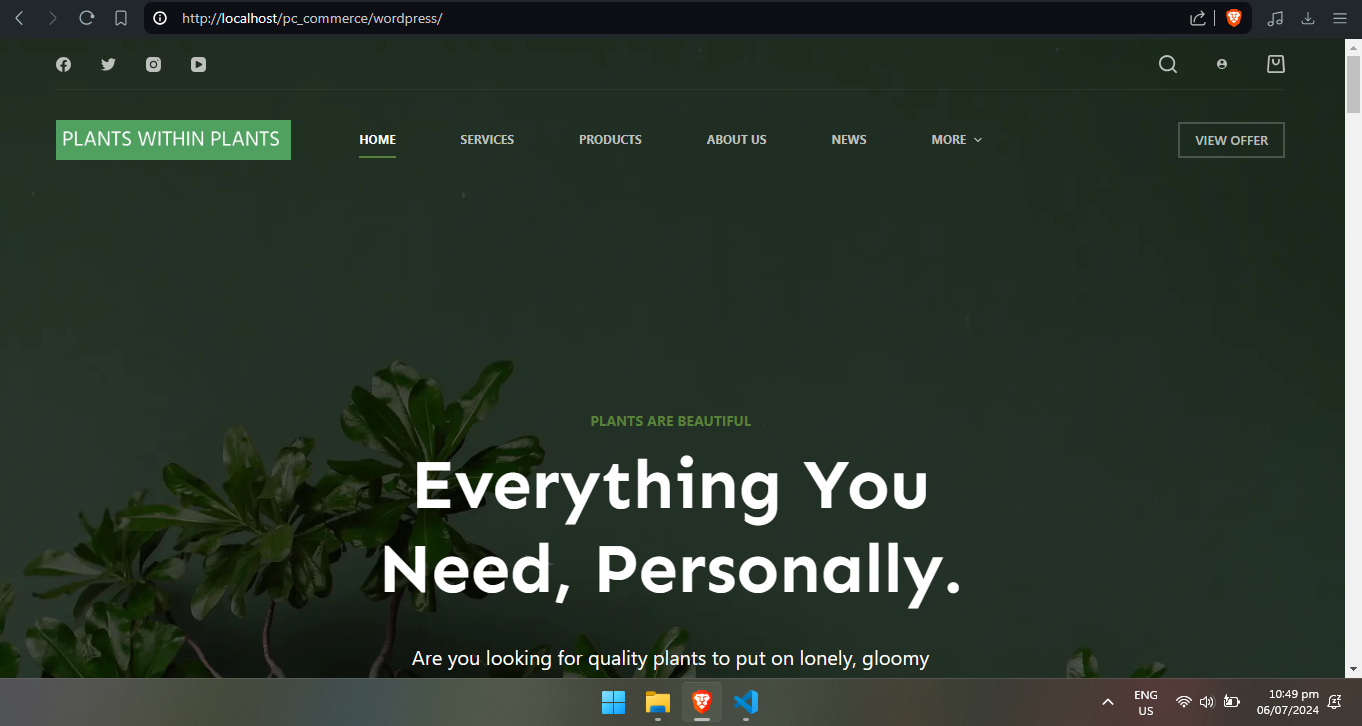 http://localhost/pc_commerce/wordpress/
PLANTS WITHIN PLANTS
HOME
SERVICES
PRODUCTS
ABOUT US
NEWS
MORE
VIEW OFFER
PLANTS ARE BEAUTIFUL
Everything You
Need, Personally.
Are you looking for quality plants to put on lonely, gloomy
ENG
US
10:49 pm
06/07/2024